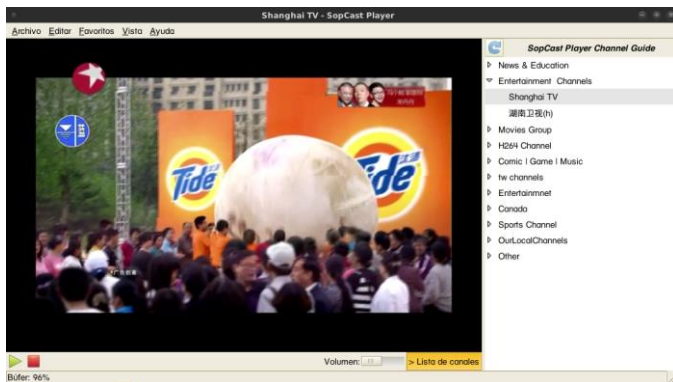 Shanghai TV - SopCast Player
Archivo Editar Favoritos Vista Ayuda
SopCast Player Channel Guide
News & Education
Entertainment Channels
Shanghai TV
湖南卫视(h)
Movies Group
H264 Channel
Comic | Game | Music
tw channels
Entertainmnet
Canada
Sports Channel
OurLocalChannels
Other
Tide
Tide
Volumen:
> Lista de canales
Búfer: 96%